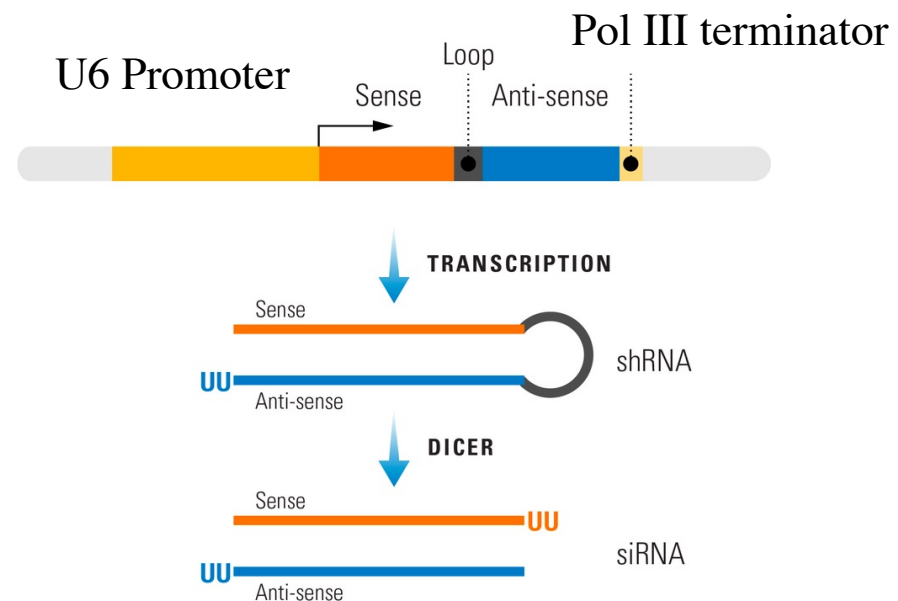 Pol III terminator
Loop
U6 Promoter
Sense
Anti-sense
TRANSCRIPTION
Sense
shRNA
UU
Anti-sense
DICER
Sense
UU
siRNA
UU
Anti-sense